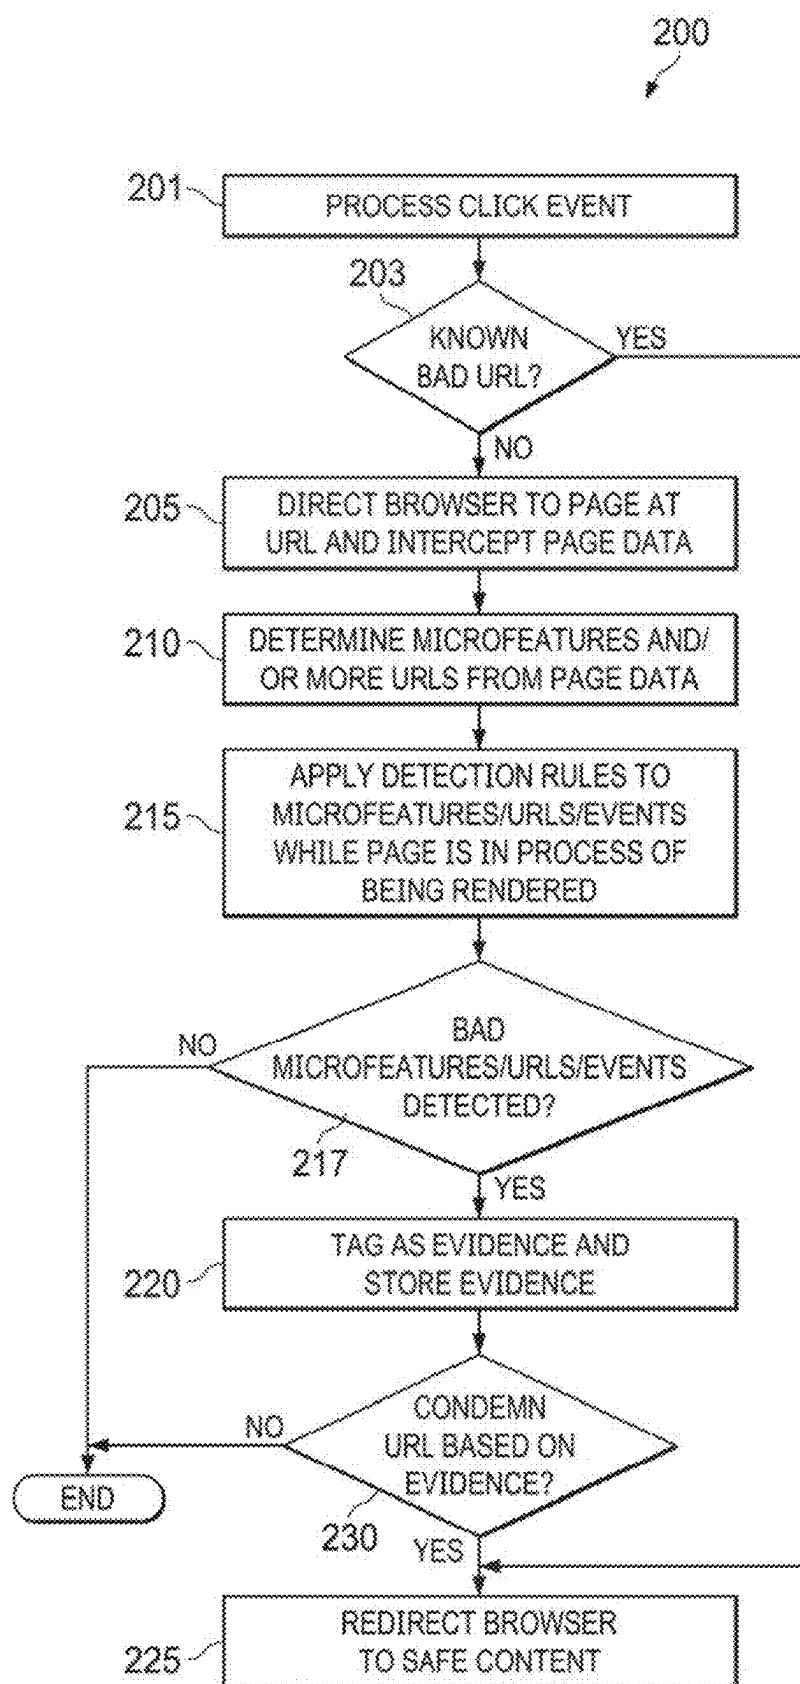 200
201
PROCESS CLICK EVENT
203
KNOWN
BAD URL?
YES
NO
205
DIRECT BROWSER TO PAGE AT
URL AND INTERCEPT PAGE DATA
210
DETERMINE MICROFEATURES AND/
OR MORE URLS FROM PAGE DATA
215
APPLY DETECTION RULES TO
MICROFEATURES/URLS/EVENTS
WHILE PAGE IS IN PROCESS OF
BEING RENDERED
NO
BAD
MICROFEATURES/URLS/EVENTS
DETECTED?
217
YES
220
TAG AS EVIDENCE AND
STORE EVIDENCE
NO
CONDEMN
URL BASED ON
EVIDENCE?
END
230
YES
225
REDIRECT BROWSER
TO SAFE CONTENT